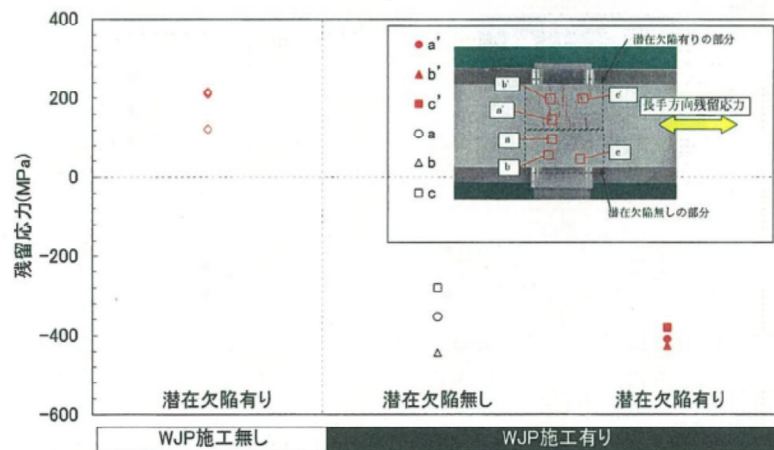 残留応力(MPa)
400
200
0
-200
-400
-600
a'
b'
c'
a
b
c
潜在欠陥有りの部分
b'
c'
a'
a
b
c
長手方向残留応力
潜在欠陥無しの部分
潜在欠陥有り
潜在欠陥無し
潜在欠陥有り
WJP施工無し
WJP施工有り